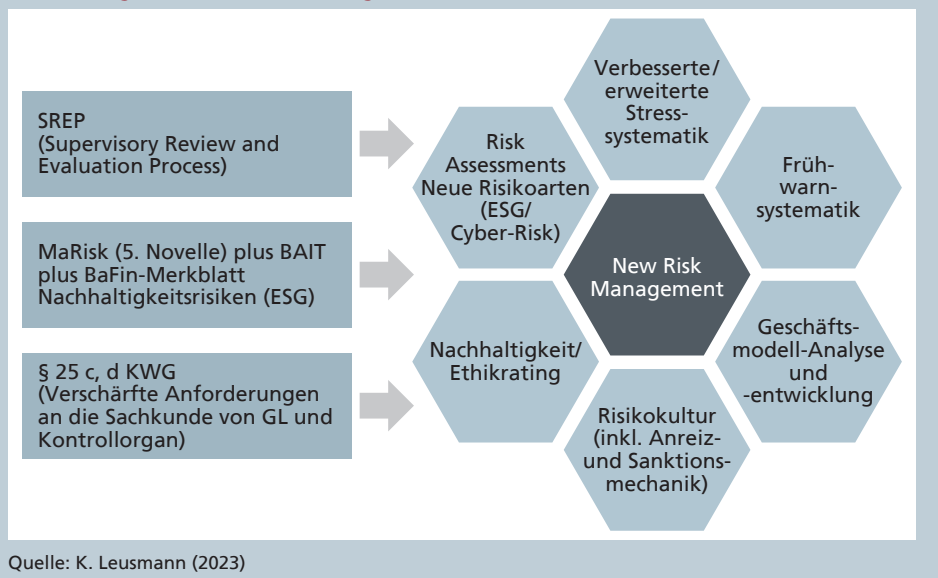 SREP
(Supervisory Review and
Evaluation Process)
MaRisk (5. Novelle) plus BAIT
plus BaFin-Merkblatt
Nachhaltigkeitsrisiken (ESG)
§ 25 c, d KWG
(Verschärfte Anforderungen
an die Sachkunde von GL und
Kontrollorgan)
Verbesserte/
erweiterte
Stress-
systematik
Risk
Assessments
Neue Risikoarten
(ESG/
Cyber-Risk)
Früh-
warn-
systematik
New Risk
Management
Nachhaltigkeit/
Ethikrating
Geschäfts-
modell-Analyse
und
-entwicklung
Risikokultur
(inkl. Anreiz-
und Sanktions-
mechanik)
Quelle: K. Leusmann (2023)